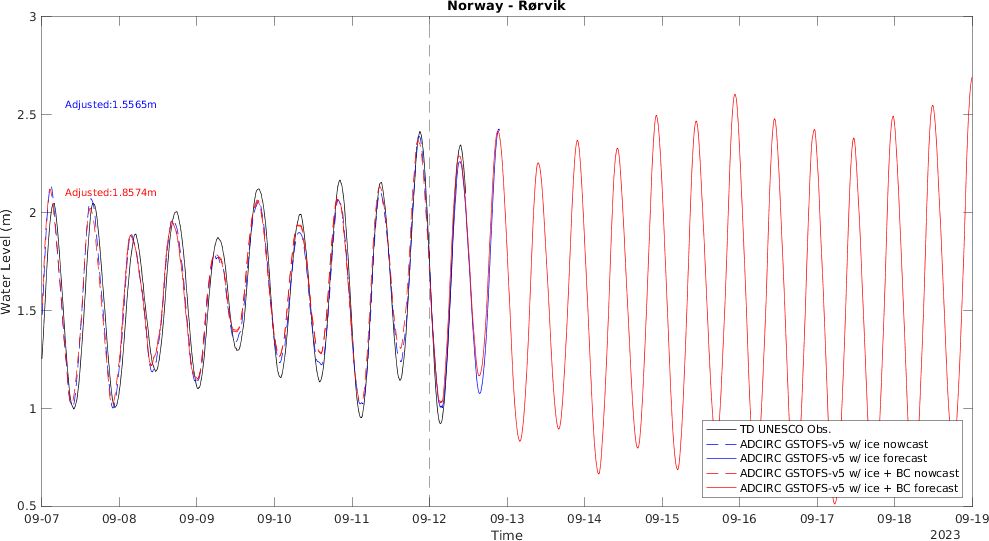 Norway - Rørvik
3
2.5
2
1.5
1
0.5
Water Level (m)
Adjusted:1.5565m
Adjusted:1.8574m
TD UNESCO Obs.
ADCIRC GSTOFS-v5 w/ ice nowcast
ADCIRC GSTOFS-v5 w/ ice forecast
ADCIRC GSTOFS-v5 w/ ice + BC nowcast
ADCIRC GSTOFS-v5 w/ ice + BC forecast
09-07 09-08 09-09 09-10 09-11 09-12 09-13 09-14 09-15 09-16 09-17 09-18 09-19
Time
2023